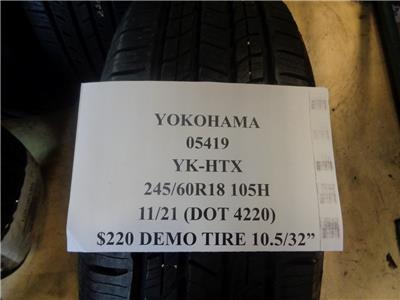 YOKOHAMA
05419
YK-HTX
245/60R18 105H
11/21 (DOT 4220)
$220 DEMO TIRE 10.5/32”